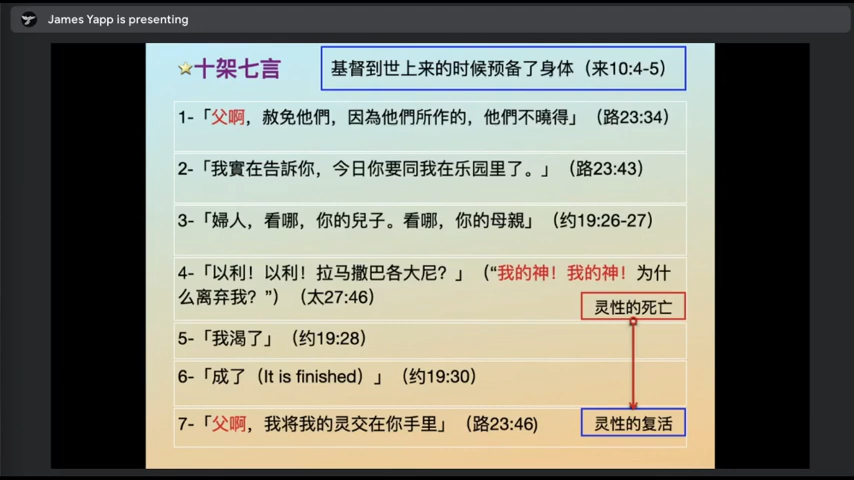 James Yapp is presenting
十架七言
基督到世上来的时候预备了身体（来10:4-5）
1-「父啊，赦免他們，因為他們所作的，他們不曉得」（路23:34）
2-「我實在告訴你，今日你要同我在乐园里了。」（路23:43）
3-「婦人，看哪，你的兒子。看哪，你的母親」（约19:26-27）
4-「以利！以利！拉马撒巴各大尼？」（“我的神！我的神！为什
么离弃我？”）（太27:46）
灵性的死亡
5-「我渴了」（约19:28）
6-「成了（It is finished）」（约19:30）
7-「父啊，我将我的灵交在你手里」（路23:46)
灵性的复活